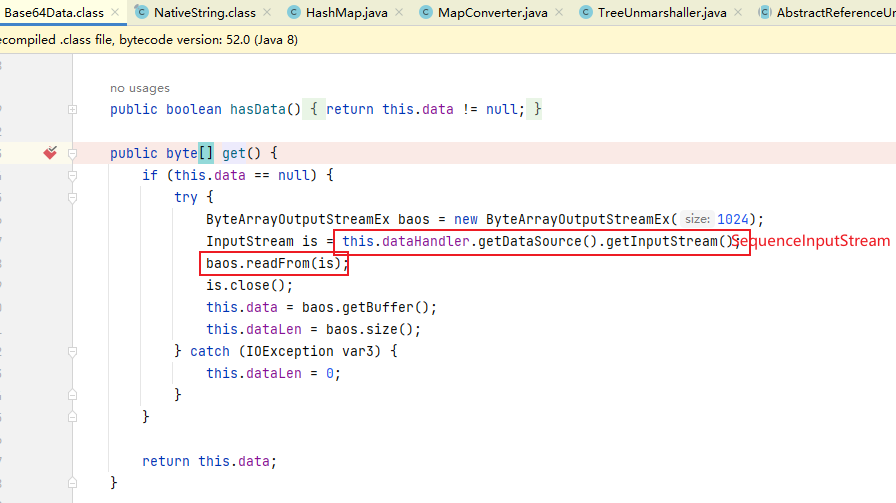 Base64Data.class NativeString.class HashMap.java MapConverter.java TreeUnmarshaller.java AbstractReferenceUn
ecompiled .class file, bytecode version: 52.0 (Java 8)
no usages
public boolean hasData() { return this.data != null; }
public byte[] get() {
if (this.data == null) {
try {
ByteArrayOutputStreamEx baos = new ByteArrayOutputStreamEx( size: 1024);
InputStream is = this.dataHandler.getDataSource().getInputStream(); SequenceInputStream
baos.readFrom(is);
is.close();
this.data = baos.getBuffer();
this.dataLen = baos.size();
} catch (IOException var3) {
this.dataLen = 0;
}
}
return this.data;
}